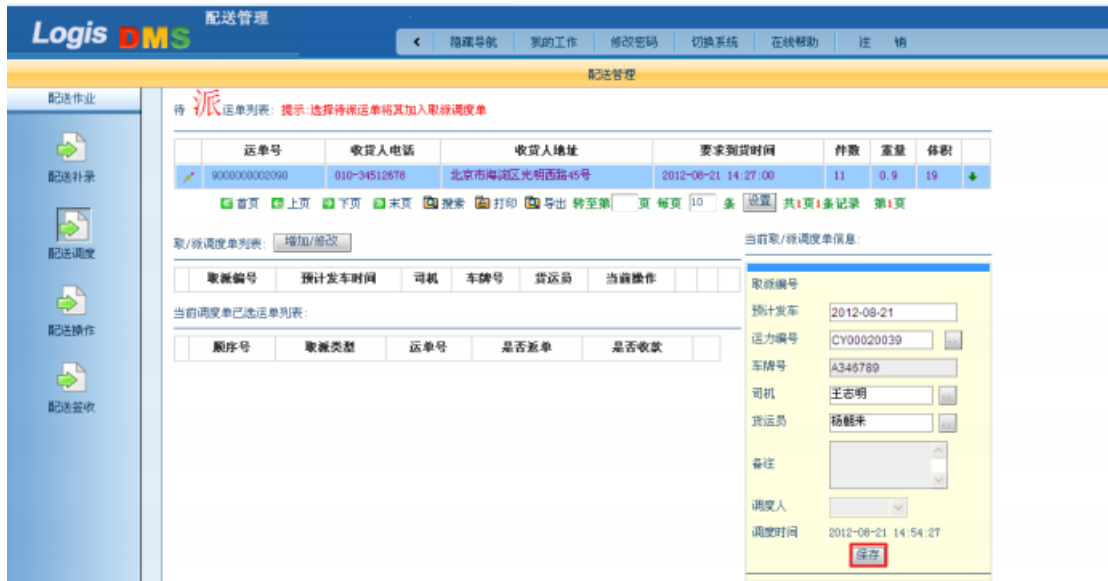 Logis DMS
配送管理
隐藏导航 我的工作 修改密码 切换系统 在线帮助 注 销
配送管理
配送作业
配送补录
配送调度
配送操作
配送签收
待 派 运单列表: 提示:选择待派运单将其加入取派调度单
运单号 收货人电话 收货人地址 要求到货时间 件数 重量 体积
9000000002090 010-34512678 北京市海淀区光明西路45号 2012-08-21 14:27:00 11 0.9 19
首页 上页 下页 末页 搜索 打印 导出 转至第 页 每页 10 条 设置 共1页1条记录 第1页
取/派调度单列表: 增加/修改
取派编号 预计发车时间 司机 车牌号 货运员 当前操作
当前调度单已选运单列表:
顺序号 取派类型 运单号 是否返单 是否收款
当前取/派调度单信息:
取派编号
预计发车 2012-08-21
运力编号 CY00020039 ...
车牌号 A346789
司机 王志明 ...
货运员 杨朝来 ...
备注
调度人
调度时间 2012-08-21 14:54:27
保存